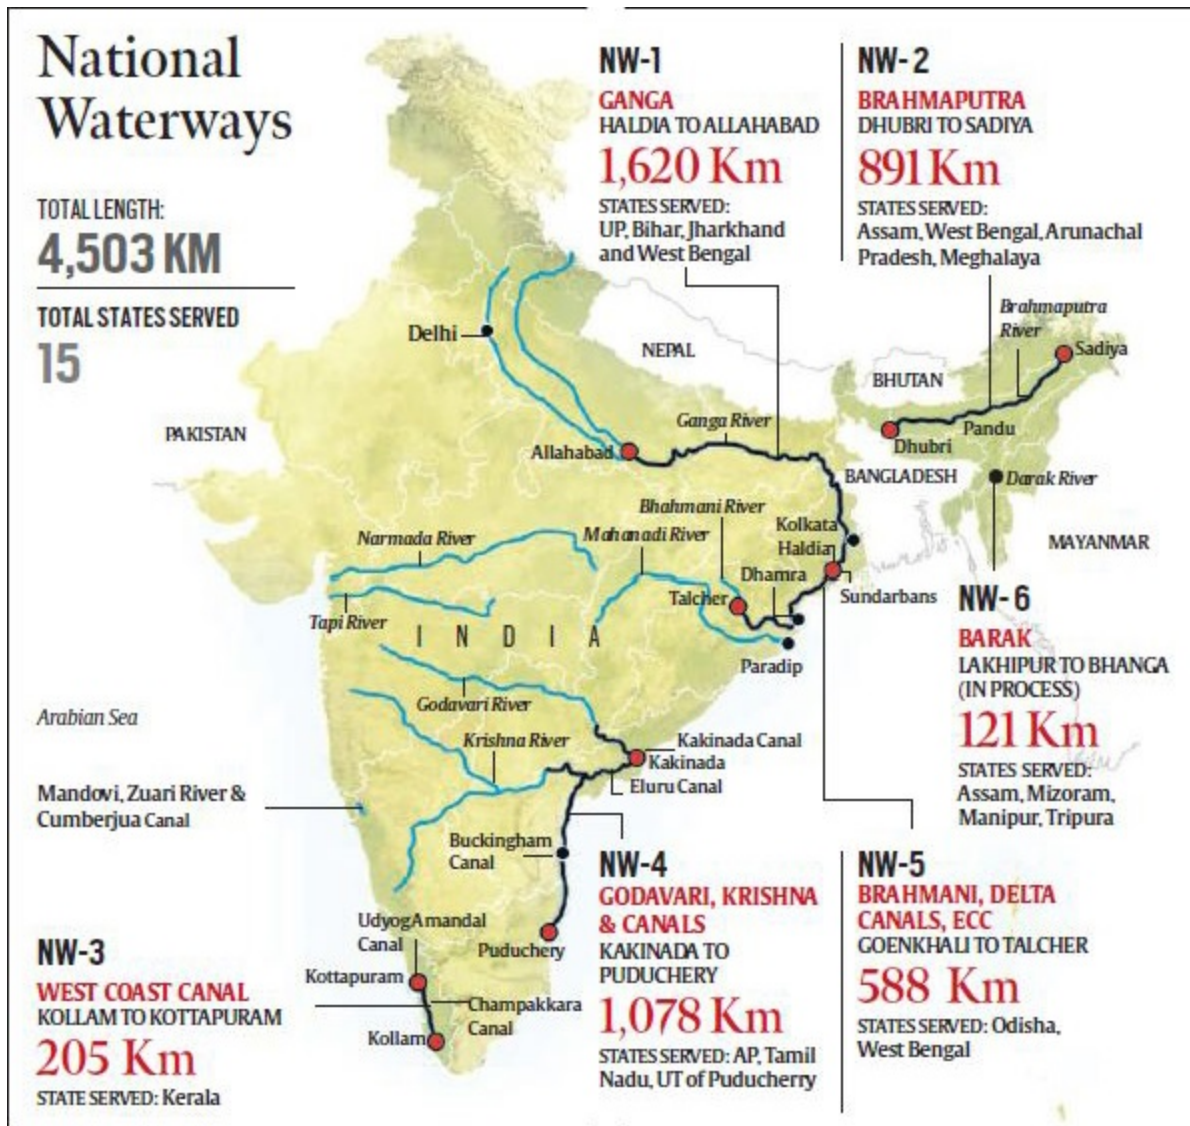 National
Waterways
TOTAL LENGTH:
4,503 KM
TOTAL STATES SERVED
15
NW-1
GANGA
HALDIA TO ALLAHABAD
1,620 Km
STATES SERVED:
UP, Bihar, Jharkhand
and West Bengal
NW- 2
BRAHMAPUTRA
DHUBRI TO SADIYA
891 Km
STATES SERVED:
Assam, West Bengal, Arunachal
Pradesh, Meghalaya
Brahmaputra
River
Sadiya
Delhi
NEPAL
BHUTAN
PAKISTAN
Ganga River
Pandu
Dhubri
Allahabad
BANGLADESH
Darak River
Bhahmani River
Narmada River
Mahanadi River
Kolkata
Haldia
MAYANMAR
Dhamra
Talcher
Sundarbans
Tapi River
INDIA
Paradip
NW- 6
BARAK
LAKHIPUR TO BHANGA
(IN PROCESS)
121 Km
STATES SERVED:
Assam, Mizoram,
Manipur, Tripura
Godavari River
Arabian Sea
Krishna River
Kakinada Canal
Kakinada
Eluru Canal
Mandovi, Zuari River &
Cumberjua Canal
Buckingham
Canal
NW-4
GODAVARI, KRISHNA
& CANALS
KAKINADA TO
PUDUCHERY
1,078 Km
STATES SERVED: AP, Tamil
Nadu, UT of Puducherry
NW-5
BRAHMANI, DELTA
CANALS, ECC
GOENKHALI TO TALCHER
588 Km
STATES SERVED: Odisha,
West Bengal
UdyogAmandal
Canal
Puduchery
Kottapuram
Champakkara
Canal
Kollam
NW-3
WEST COAST CANAL
KOLLAM TO KOTTAPURAM
205 Km
STATE SERVED: Kerala